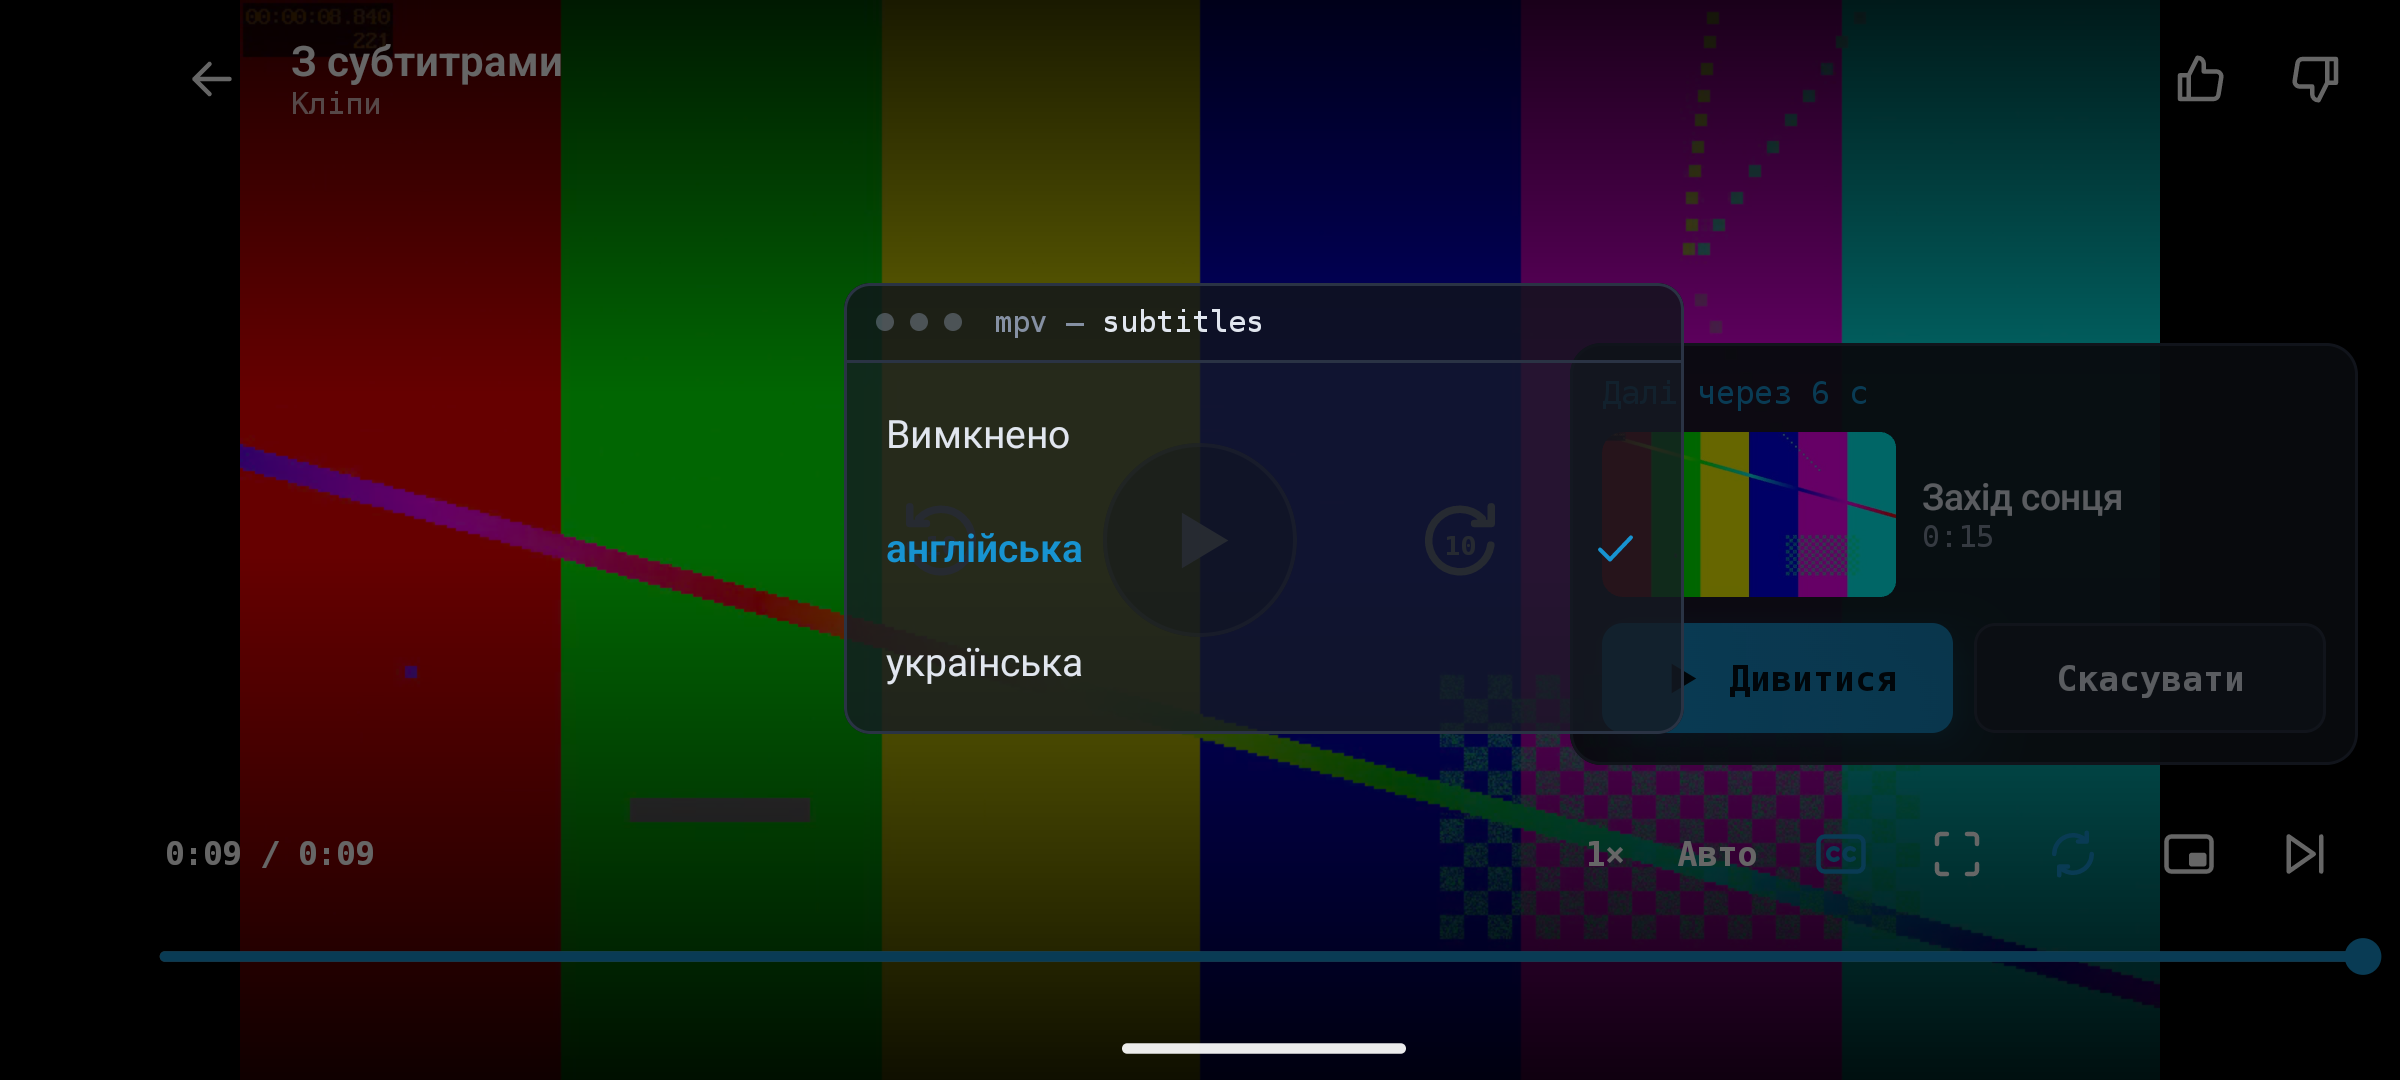 00:00:08.840
221
З субтитрами
Кліпи
mpv — subtitles
Вимкнено
англійська
українська
10
Далі через 6 с
Захід сонця
0:15
Дивитися
Скасувати
0:09 / 0:09
1×
Авто
CC